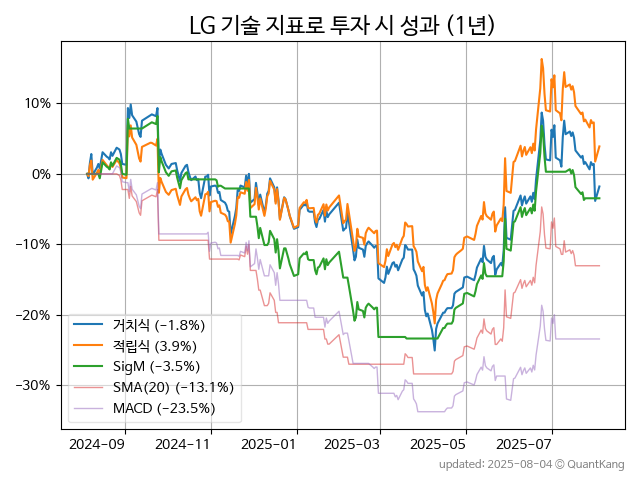 LG 기술 지표로 투자 시 성과 (1년)
10%
0%
−10%
−20%
−30%
거치식 (−1.8%)
적립식 (3.9%)
SigM (−3.5%)
SMA(20) (−13.1%)
MACD (−23.5%)
2024-09 2024-11 2025-01 2025-03 2025-05 2025-07
updated: 2025-08-04 © QuantKang